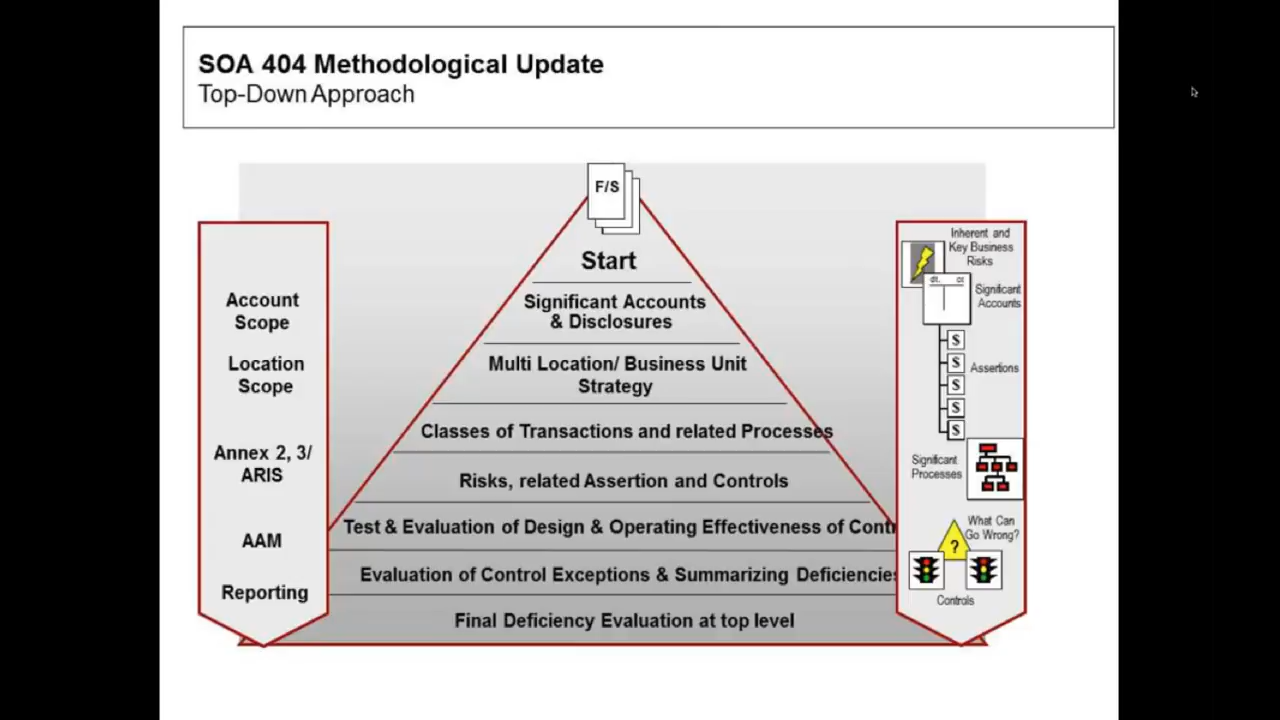 SOA 404 Methodological Update
Top-Down Approach
F/S
Start
Significant Accounts
& Disclosures
Multi Location/ Business Unit
Strategy
Classes of Transactions and related Processes
Risks, related Assertion and Controls
Test & Evaluation of Design & Operating Effectiveness of Contr
Evaluation of Control Exceptions & Summarizing Deficiencies
Final Deficiency Evaluation at top level
Account
Scope
Location
Scope
Annex 2, 3/
ARIS
AAM
Reporting
Inherent and
Key Business
Risks
dt. cr.
Significant
Accounts
$
$
$
$
$
Assertions
Significant
Processes
What Can
Go Wrong?
?
Controls